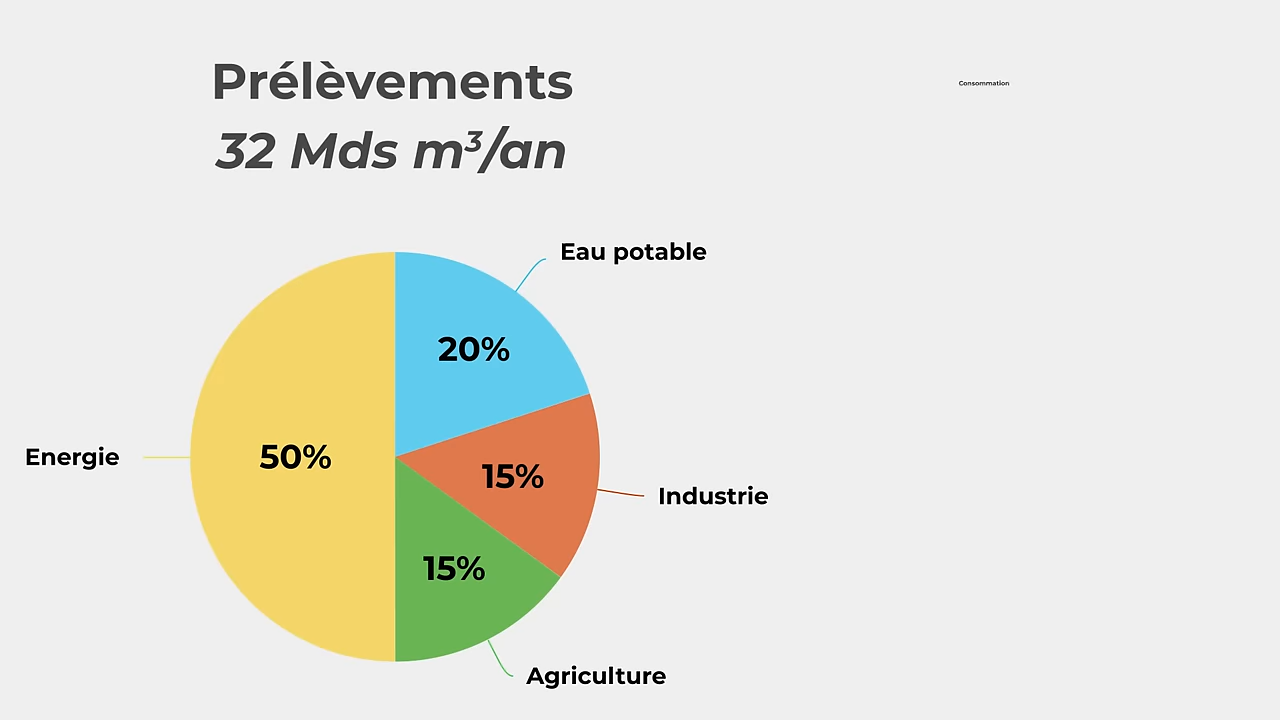 Prélèvements
32 Mds m³/an
Consommation
Eau potable
20%
Energie
50%
15%
Industrie
15%
Agriculture